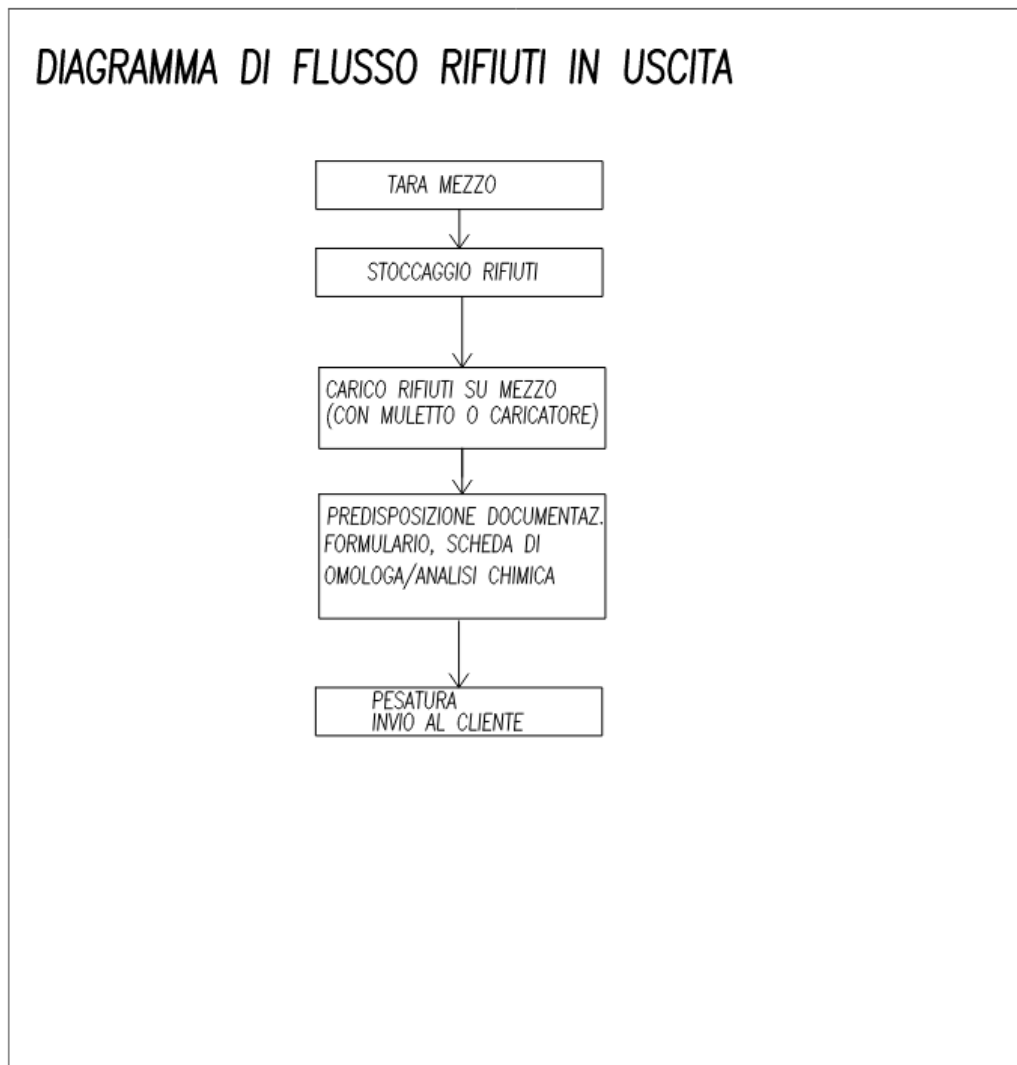 DIAGRAMMA DI FLUSSO RIFIUTI IN USCITA
TARA MEZZO
STOCCAGGIO RIFIUTI
CARICO RIFIUTI SU MEZZO
(CON MULETTO O CARICATORE)
PREDISPOSIZIONE DOCUMENTAZ.
FORMULARIO, SCHEDA DI
OMOLOGA/ANALISI CHIMICA
PESATURA
INVIO AL CLIENTE